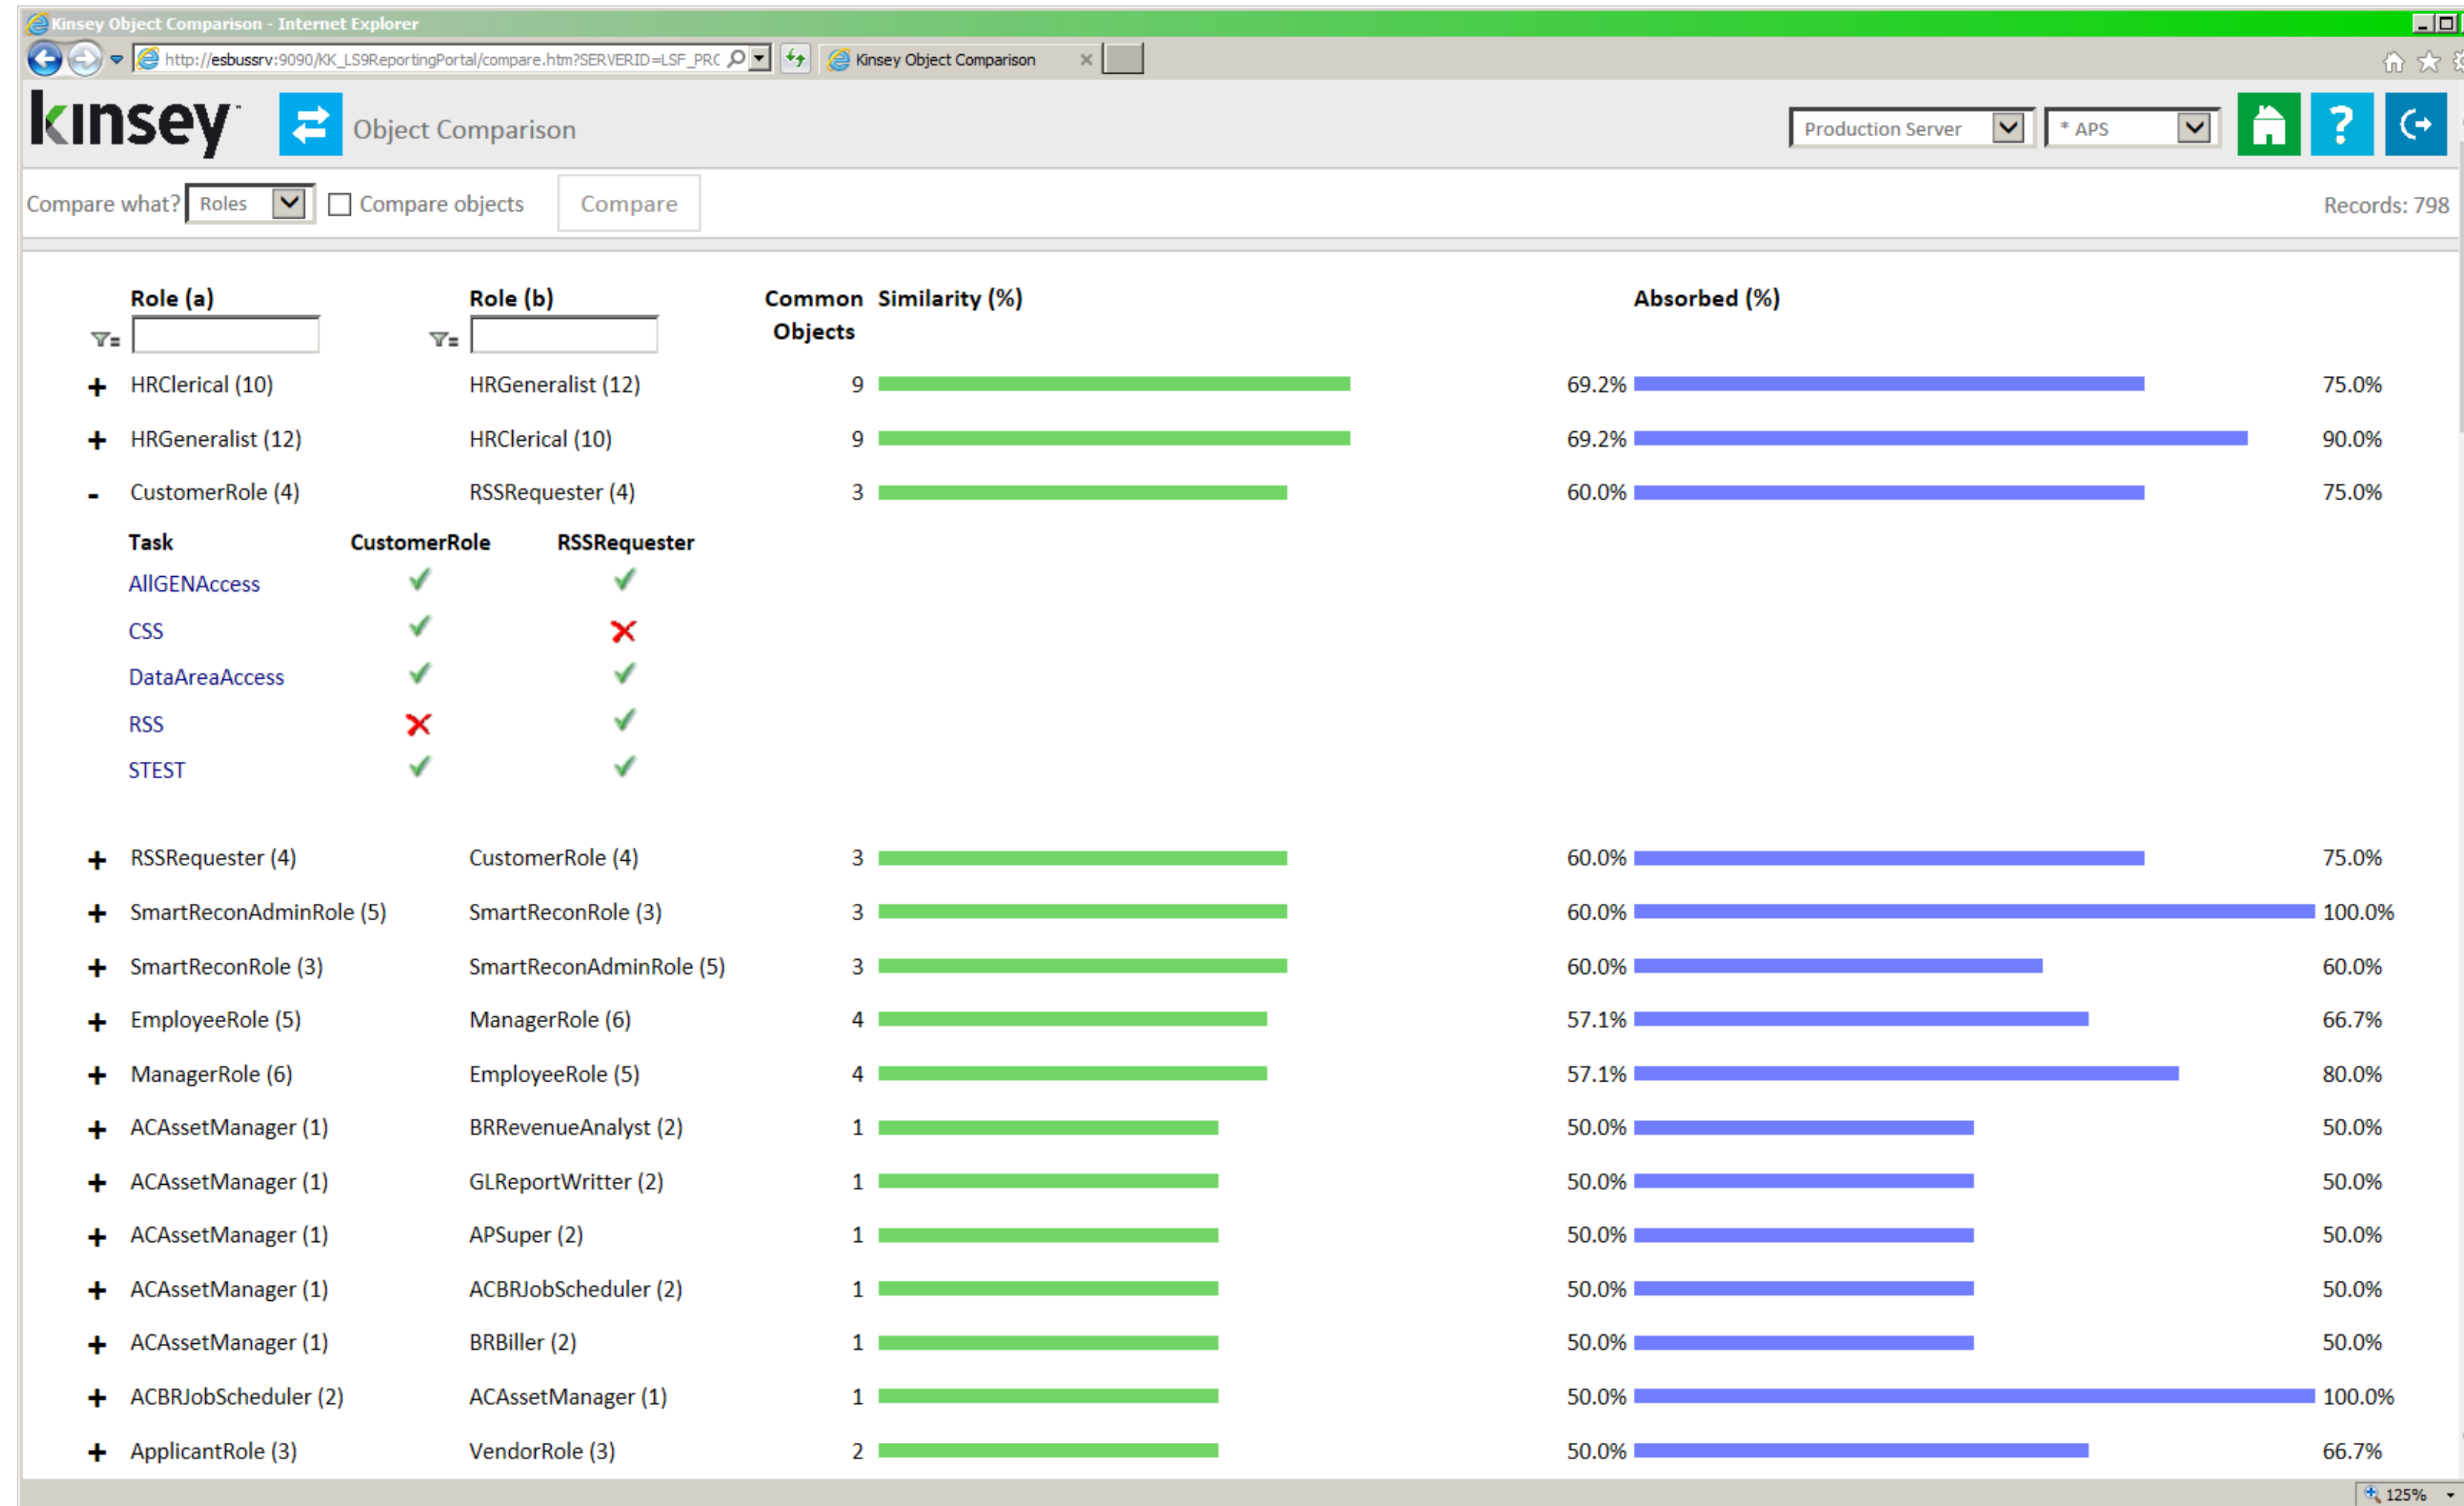 Kinsey Object Comparison - Internet Explorer
http://esbussrv:9090/KK_LS9ReportingPortal/compare.htm?SERVERID=LSF_PRC Kinsey Object Comparison
kinsey Object Comparison Production Server * APS
Compare what? Roles Compare objects Compare Records: 798
Role (a) Role (b) Common Objects Similarity (%) Absorbed (%)
+ HRClerical (10) HRGeneralist (12) 9 69.2% 75.0%
+ HRGeneralist (12) HRClerical (10) 9 69.2% 90.0%
- CustomerRole (4) RSSRequester (4) 3 60.0% 75.0%
Task CustomerRole RSSRequester
AllGENAccess
CSS
DataAreaAccess
RSS
STEST
+ RSSRequester (4) CustomerRole (4) 3 60.0% 75.0%
+ SmartReconAdminRole (5) SmartReconRole (3) 3 60.0% 100.0%
+ SmartReconRole (3) SmartReconAdminRole (5) 3 60.0% 60.0%
+ EmployeeRole (5) ManagerRole (6) 4 57.1% 66.7%
+ ManagerRole (6) EmployeeRole (5) 4 57.1% 80.0%
+ ACAssetManager (1) BRRevenueAnalyst (2) 1 50.0% 50.0%
+ ACAssetManager (1) GLReportWritter (2) 1 50.0% 50.0%
+ ACAssetManager (1) APSuper (2) 1 50.0% 50.0%
+ ACAssetManager (1) ACBRJobScheduler (2) 1 50.0% 50.0%
+ ACAssetManager (1) BRBiller (2) 1 50.0% 50.0%
+ ACBRJobScheduler (2) ACAssetManager (1) 1 50.0% 100.0%
+ ApplicantRole (3) VendorRole (3) 2 50.0% 66.7%
125%